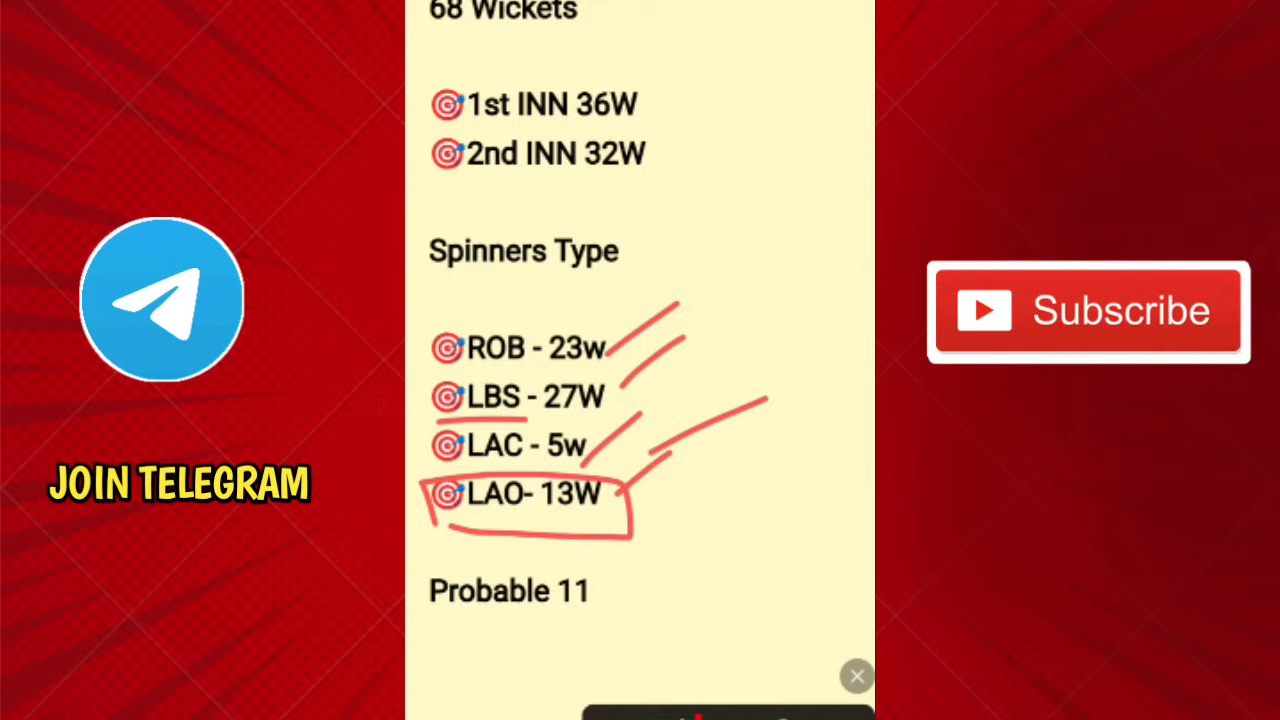 68 Wickets
🎯1st INN 36W
🎯2nd INN 32W
Spinners Type
🎯ROB - 23w
🎯LBS - 27W
🎯LAC - 5w
🎯LAO- 13W
Probable 11
JOIN TELEGRAM
Subscribe